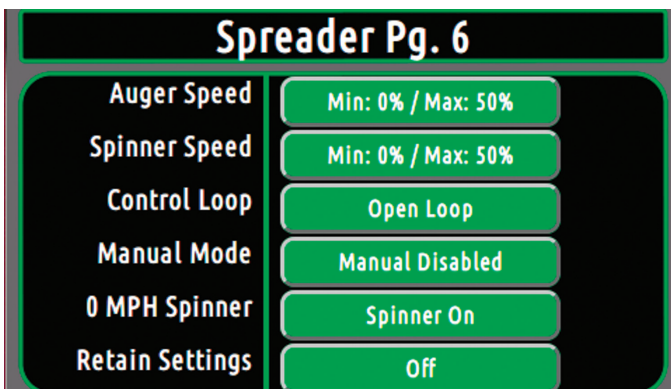 Spreader Pg. 6
Auger Speed Min: 0% / Max: 50%
Spinner Speed Min: 0% / Max: 50%
Control Loop Open Loop
Manual Mode Manual Disabled
0 MPH Spinner Spinner On
Retain Settings Off